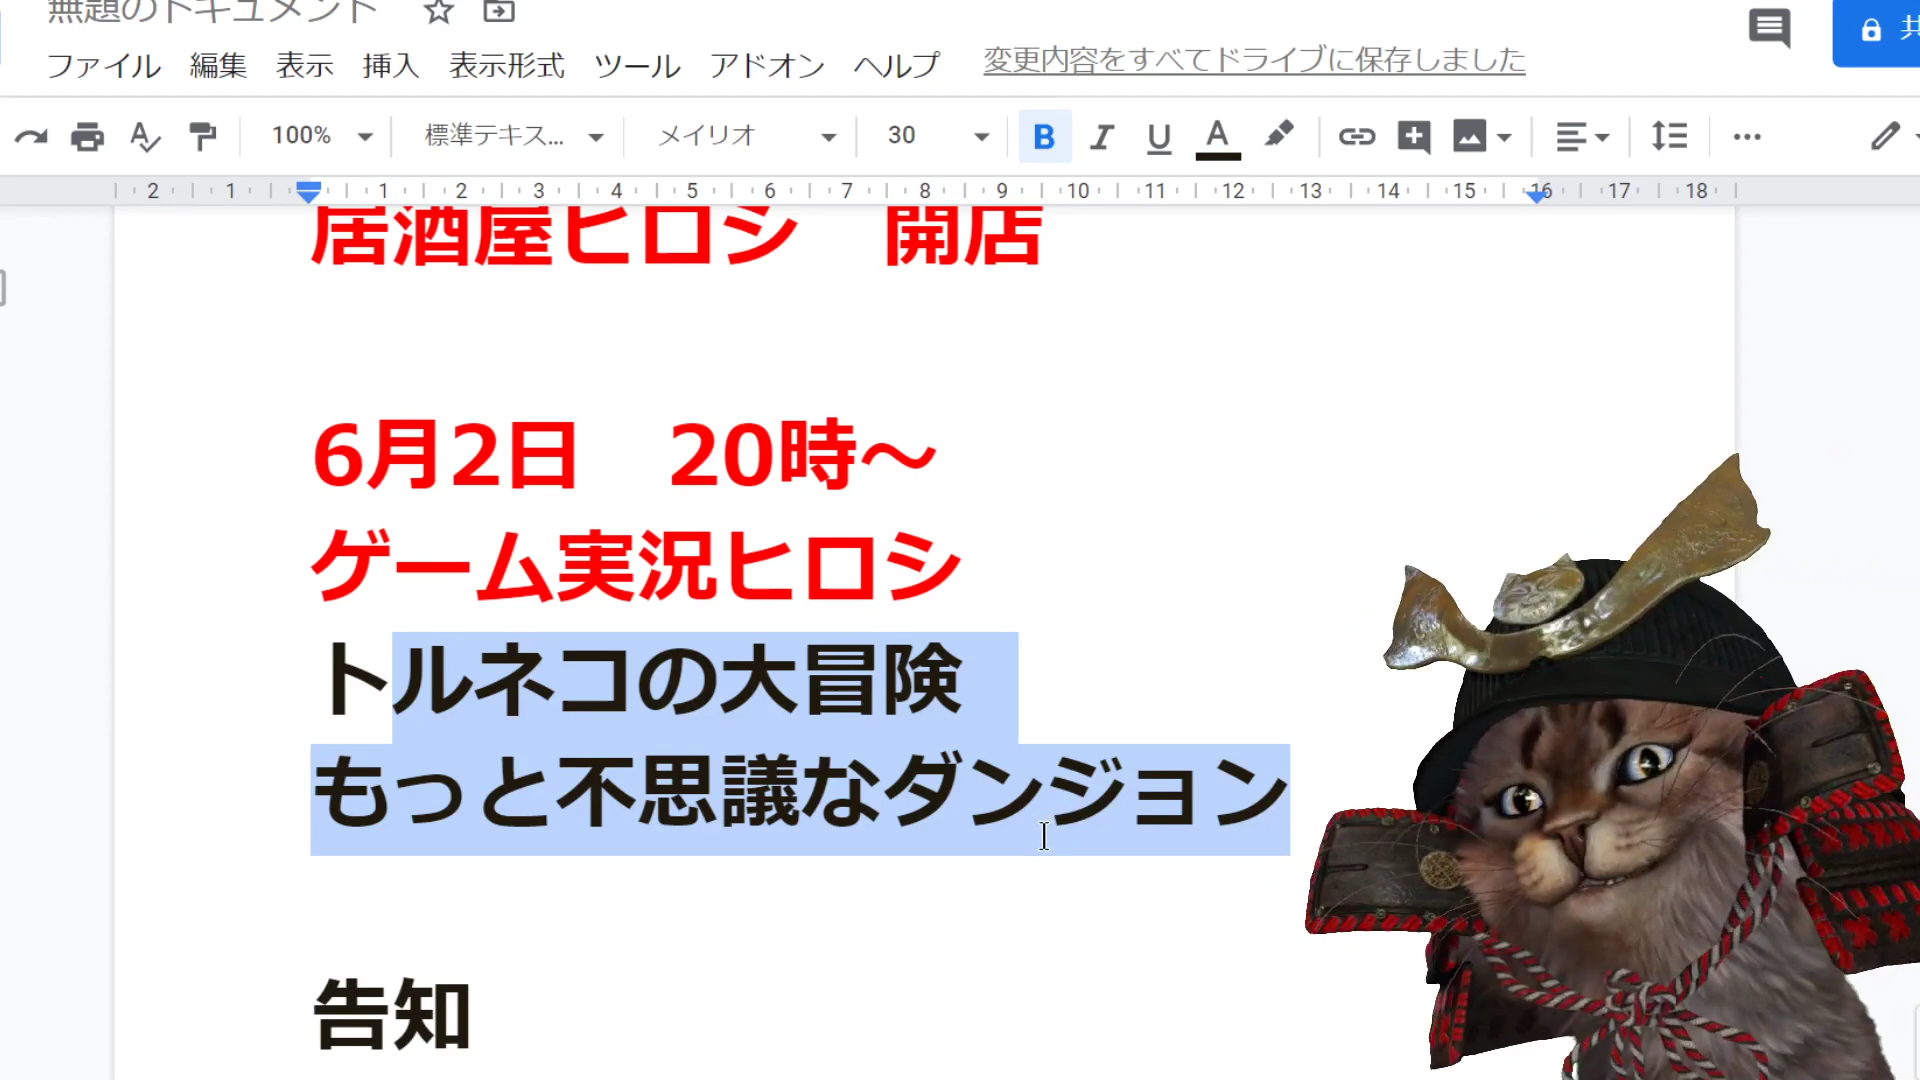 無題のドキュメント
ファイル 編集 表示 挿入 表示形式 ツール アドオン ヘルプ 変更内容をすべてドライブに保存しました 共
100% 標準テキス... メイリオ 30 B I U A
2 1 1 2 3 4 5 6 7 8 9 10 11 12 13 14 15 16 17 18
居酒屋ヒロシ 開店
6月2日 20時～
ゲーム実況ヒロシ
トルネコの大冒険
もっと不思議なダンジョン
告知